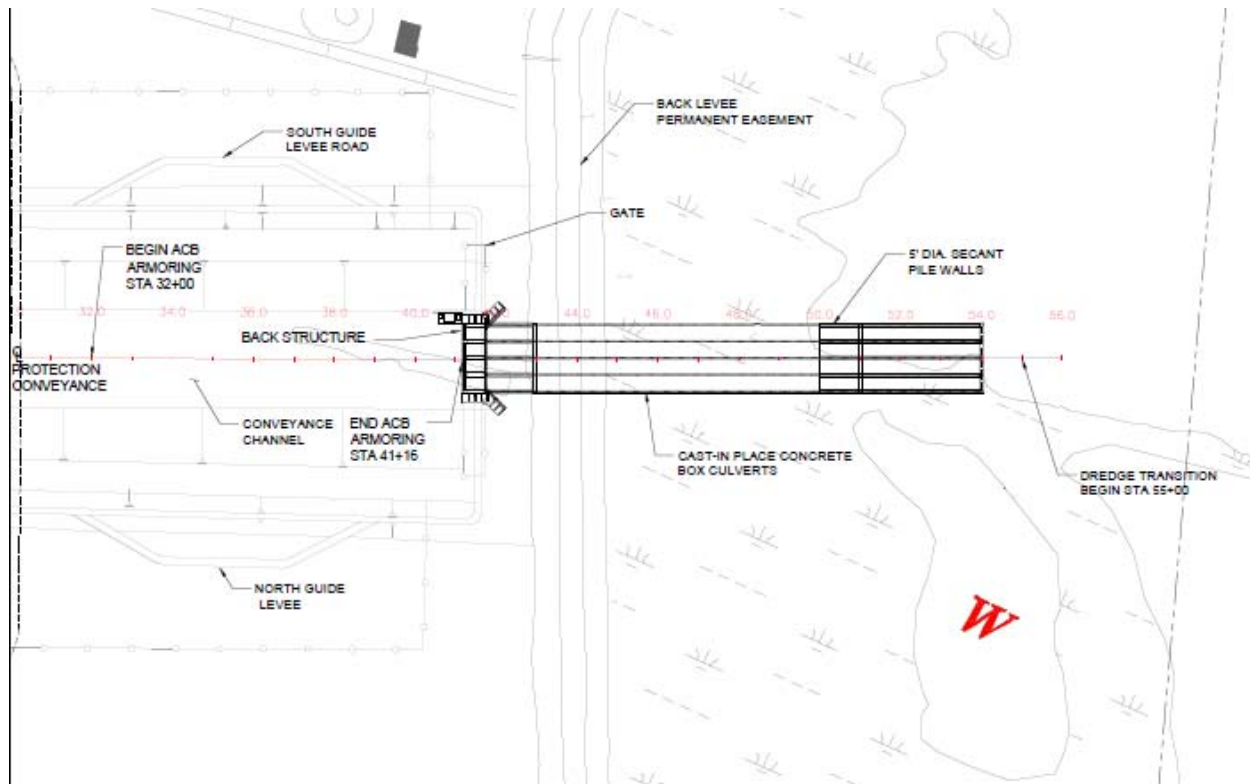 BACK LEVEE
PERMANENT EASEMENT
SOUTH GUIDE
LEVEE ROAD
GATE
BEGIN ACB
ARMORING
STA 32+00
5' DIA. SECANT
PILE WALLS
32.0 34.0 36.0 38.0 40.0 42.0 44.0 46.0 48.0 50.0 52.0 54.0 56.0
BACK STRUCTURE
PROTECTION
CONVEYANCE
CONVEYANCE
CHANNEL
END ACB
ARMORING
STA 41+16
CAST-IN PLACE CONCRETE
BOX CULVERTS
DREDGE TRANSITION
BEGIN STA 55+00
NORTH GUIDE
LEVEE
W